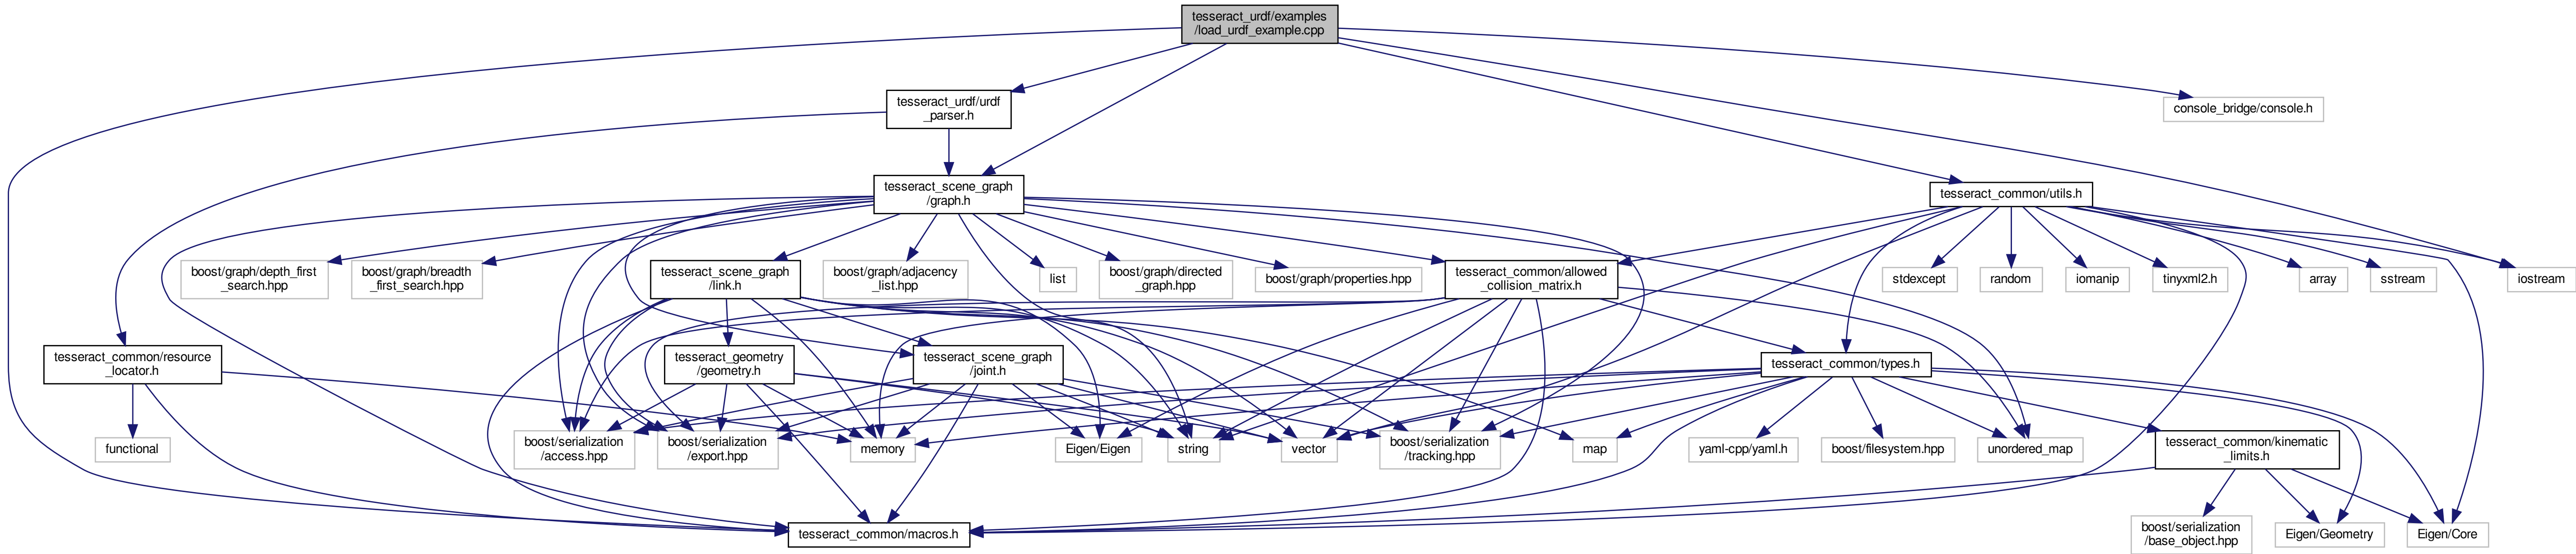 tesseract_urdf/examples
/load_urdf_example.cpp
tesseract_urdf/urdf
_parser.h
console_bridge/console.h
tesseract_scene_graph
/graph.h
tesseract_common/utils.h
boost/graph/depth_first
_search.hpp
boost/graph/breadth
_first_search.hpp
tesseract_scene_graph
/link.h
boost/graph/adjacency
_list.hpp
list
boost/graph/directed
_graph.hpp
boost/graph/properties.hpp
tesseract_common/allowed
_collision_matrix.h
stdexcept
random
iomanip
tinyxml2.h
array
sstream
iostream
tesseract_common/resource
_locator.h
tesseract_geometry
/geometry.h
tesseract_scene_graph
/joint.h
tesseract_common/types.h
functional
boost/serialization
/access.hpp
boost/serialization
/export.hpp
memory
Eigen/Eigen
string
vector
boost/serialization
/tracking.hpp
map
yaml-cpp/yaml.h
boost/filesystem.hpp
unordered_map
tesseract_common/kinematic
_limits.h
tesseract_common/macros.h
boost/serialization
/base_object.hpp
Eigen/Geometry
Eigen/Core